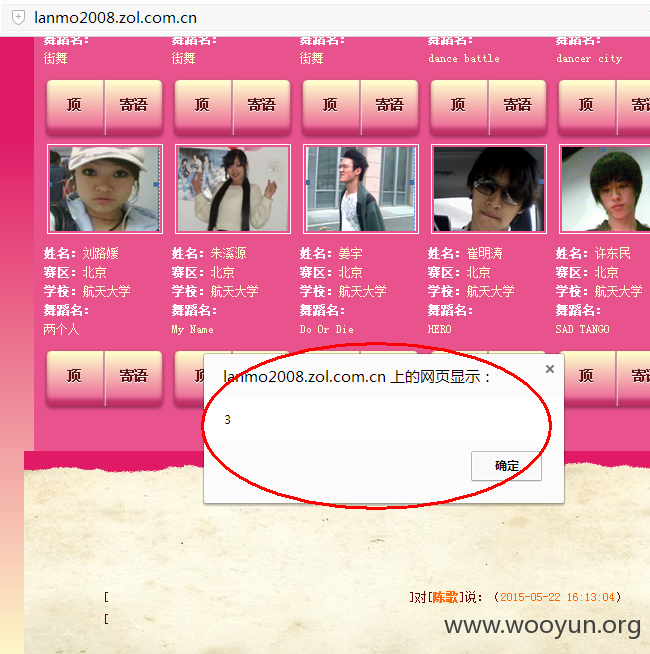 lanmo2008.zol.com.cn
舞蹈名： 舞蹈名： 舞蹈名： 舞蹈名： 舞蹈名：
街舞 街舞 街舞 dance battle dancer city
顶 寄语 顶 寄语 顶 寄语 顶 寄语 顶 寄
姓名：刘路媛 姓名：朱溪源 姓名：姜宇 姓名：崔明涛 姓名：许东民
赛区：北京 赛区：北京 赛区：北京 赛区：北京 赛区：北京
学校：航天大学 学校：航天大学 学校：航天大学 学校：航天大学 学校：航天大学
舞蹈名： 舞蹈名： 舞蹈名： 舞蹈名： 舞蹈名：
两个人 My Name Do Or Die HERO SAD TANGO
顶 寄语 顶 寄
lanmo2008.zol.com.cn 上的网页显示：
×
3
确定
[ ]对[陈歌]说：（2015-05-22 16:13:04）
[
www.wooyun.org